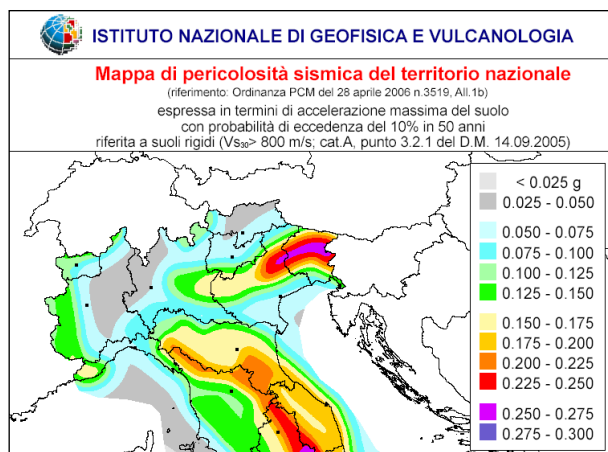 ISTITUTO NAZIONALE DI GEOFISICA E VULCANOLOGIA
Mappa di pericolosità sismica del territorio nazionale
(riferimento: Ordinanza PCM del 28 aprile 2006 n.3519, All.1b)
espressa in termini di accelerazione massima del suolo
con probabilità di eccedenza del 10% in 50 anni
riferita a suoli rigidi (Vs30> 800 m/s; cat.A, punto 3.2.1 del D.M. 14.09.2005)
< 0.025 g
0.025 - 0.050
0.050 - 0.075
0.075 - 0.100
0.100 - 0.125
0.125 - 0.150
0.150 - 0.175
0.175 - 0.200
0.200 - 0.225
0.225 - 0.250
0.250 - 0.275
0.275 - 0.300